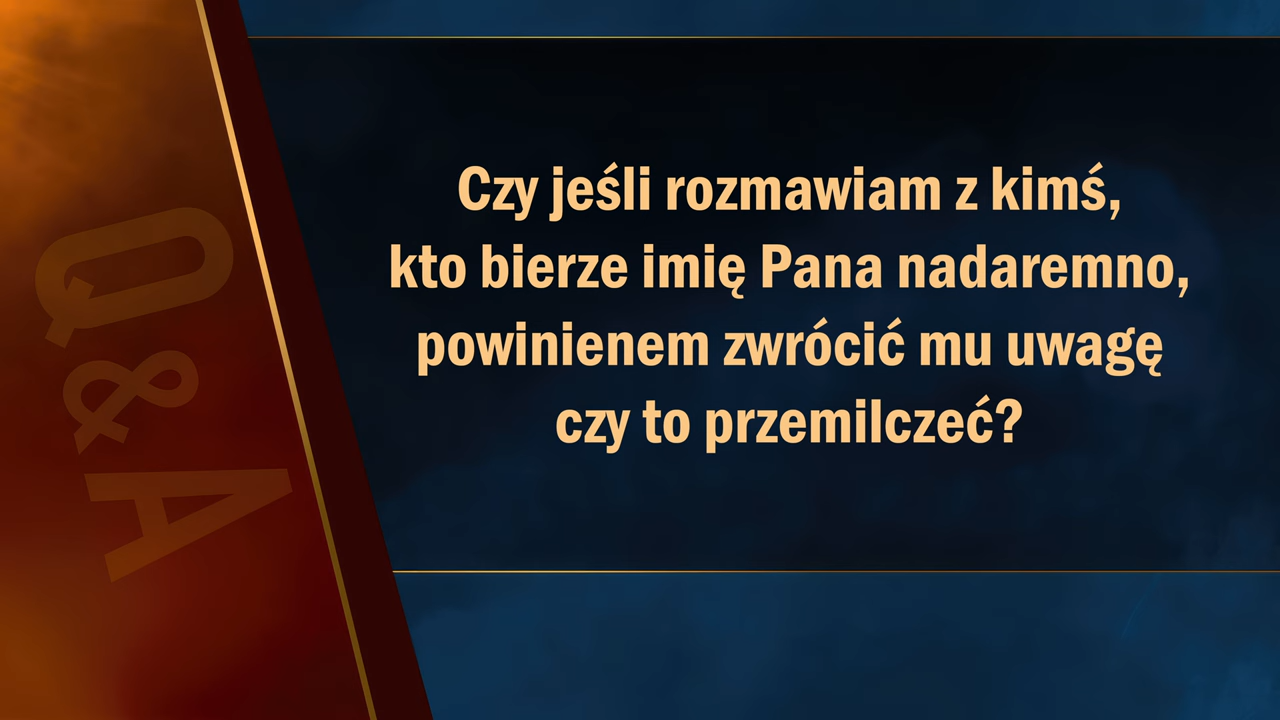 Q&A
Czy jeśli rozmawiam z kimś,
kto bierze imię Pana nadaremno,
powinienem zwrócić mu uwagę
czy to przemilczeć?